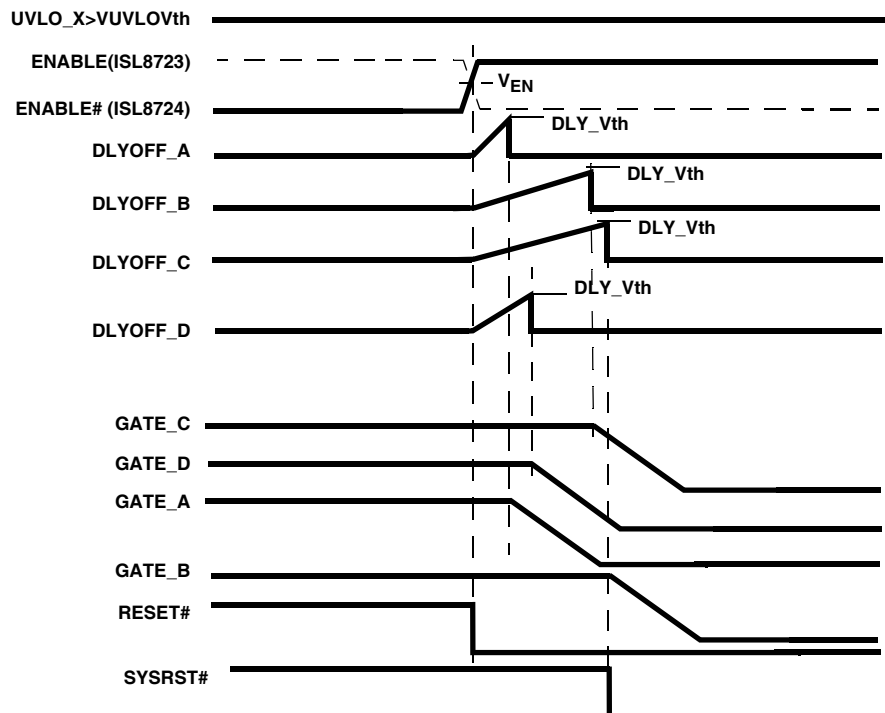 UVLO_X>VUVLOVth
ENABLE(ISL8723)
VEN
ENABLE# (ISL8724)
DLY_Vth
DLYOFF_A
DLY_Vth
DLYOFF_B
DLY_Vth
DLYOFF_C
DLY_Vth
DLYOFF_D
GATE_C
GATE_D
GATE_A
GATE_B
RESET#
SYSRST#